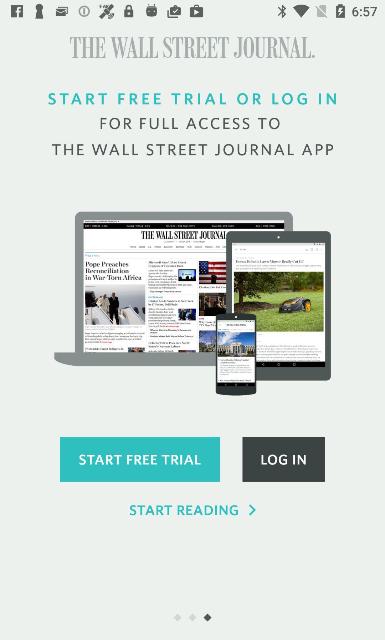 6:57
THE WALL STREET JOURNAL.
START FREE TRIAL OR LOG IN
FOR FULL ACCESS TO
THE WALL STREET JOURNAL APP
THE WALL STREET JOURNAL
Pope Preaches
Reconciliation
in War-Torn Africa
START FREE TRIAL
LOG IN
START READING